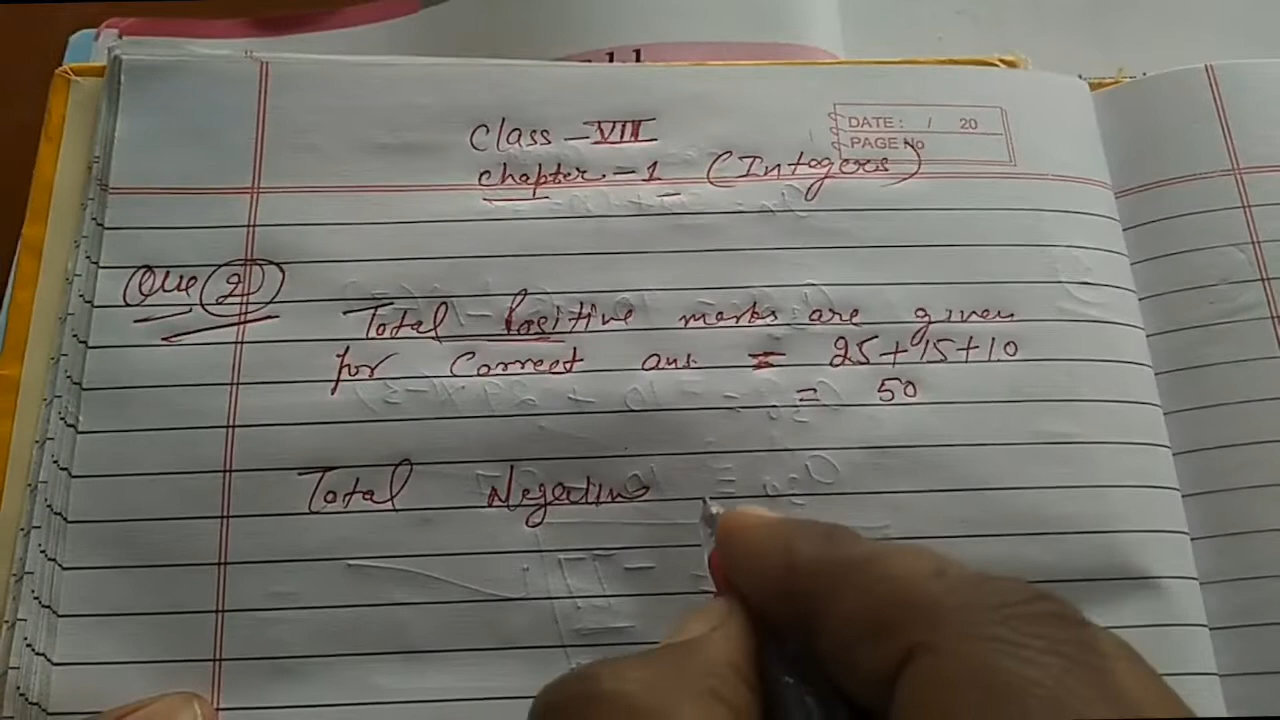 Class - VII
DATE: / 20
PAGE No
chapter - 1 (Integers)
Que 2
Total Positive marks are given
for Correct ans. = 25+15+10
= 50
Total Negative